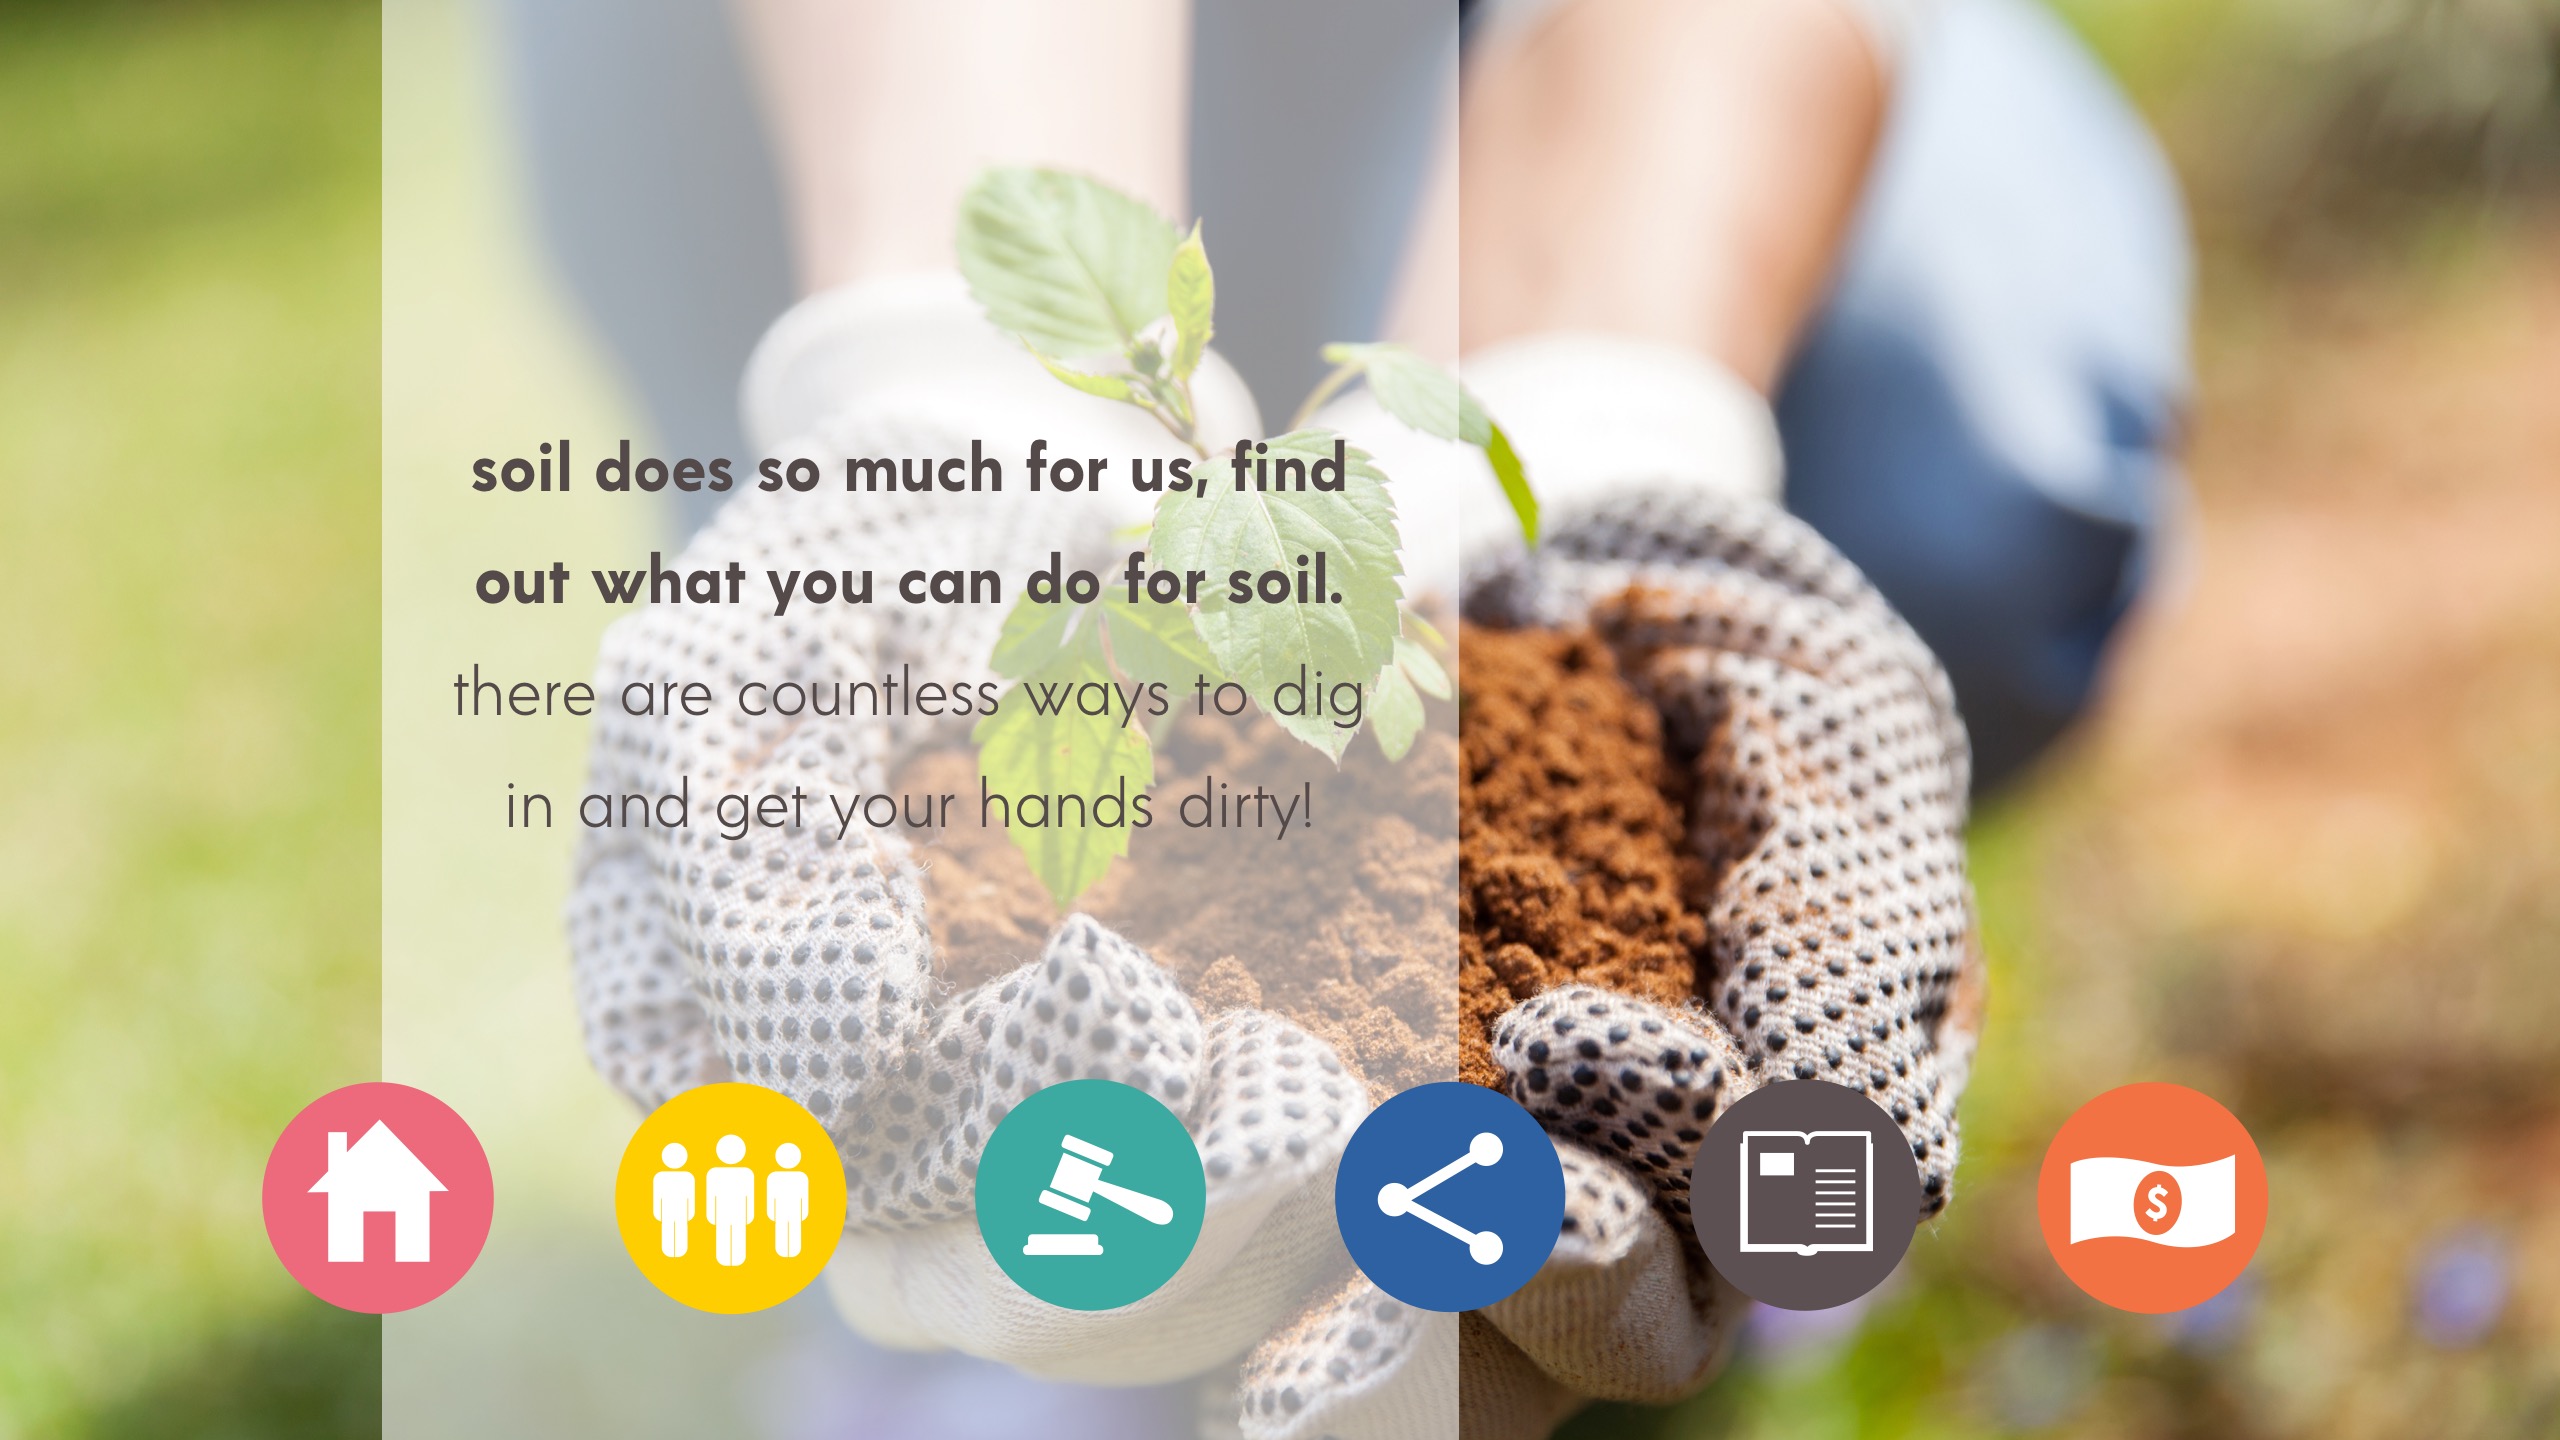 soil does so much for us, find
out what you can do for soil.
there are countless ways to dig
in and get your hands dirty!
$